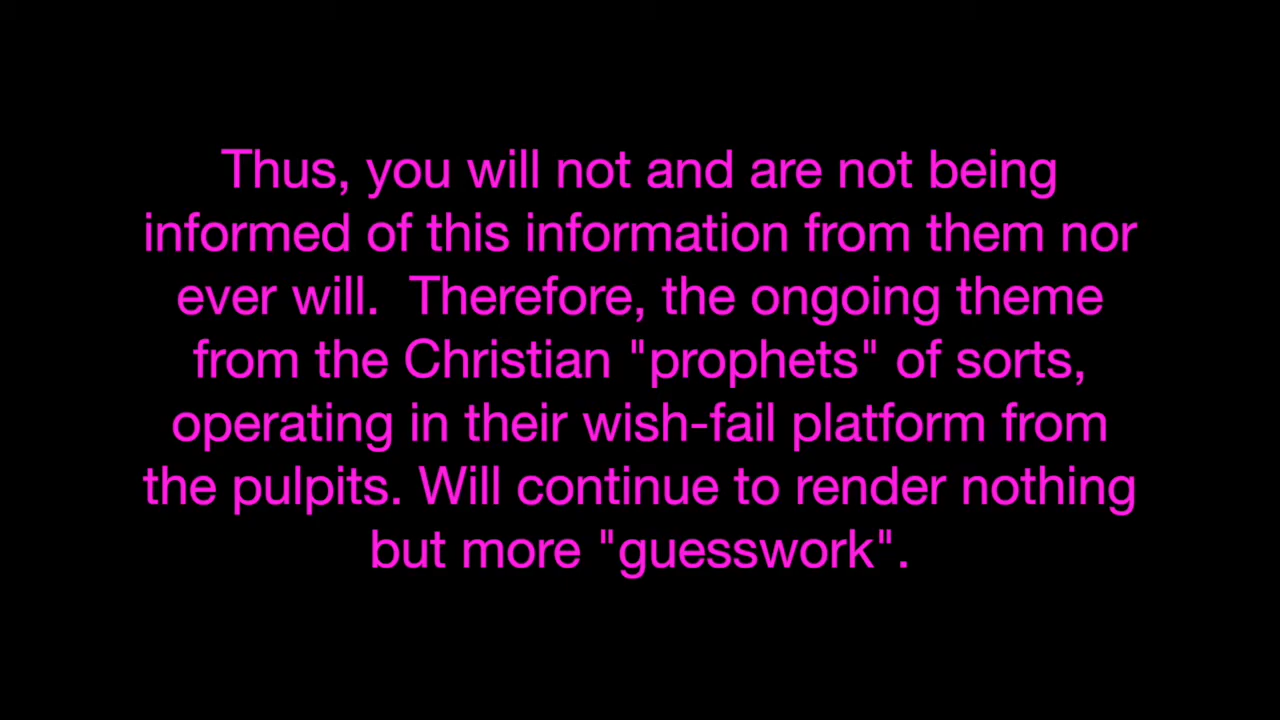 Thus, you will not and are not being
informed of this information from them nor
ever will.  Therefore, the ongoing theme
from the Christian "prophets" of sorts,
operating in their wish-fail platform from
the pulpits. Will continue to render nothing
but more "guesswork".